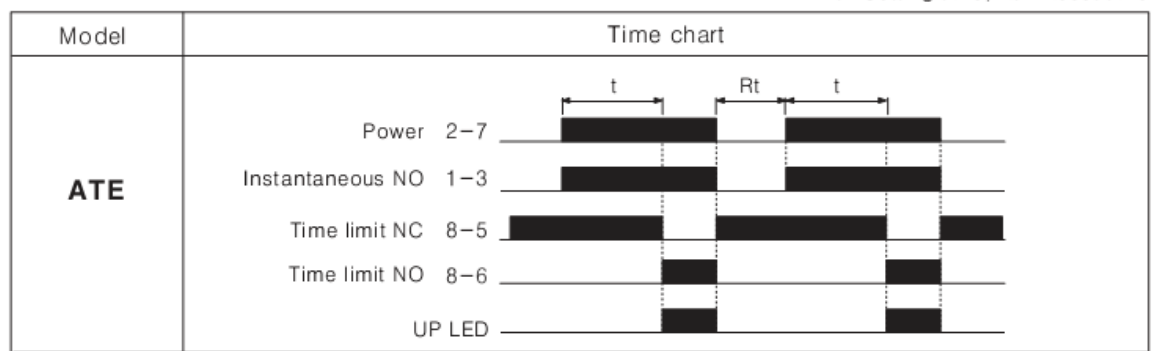 Model
Time chart
t Rt t
Power 2-7
Instantaneous NO 1-3
ATE
Time limit NC 8-5
Time limit NO 8-6
UP LED